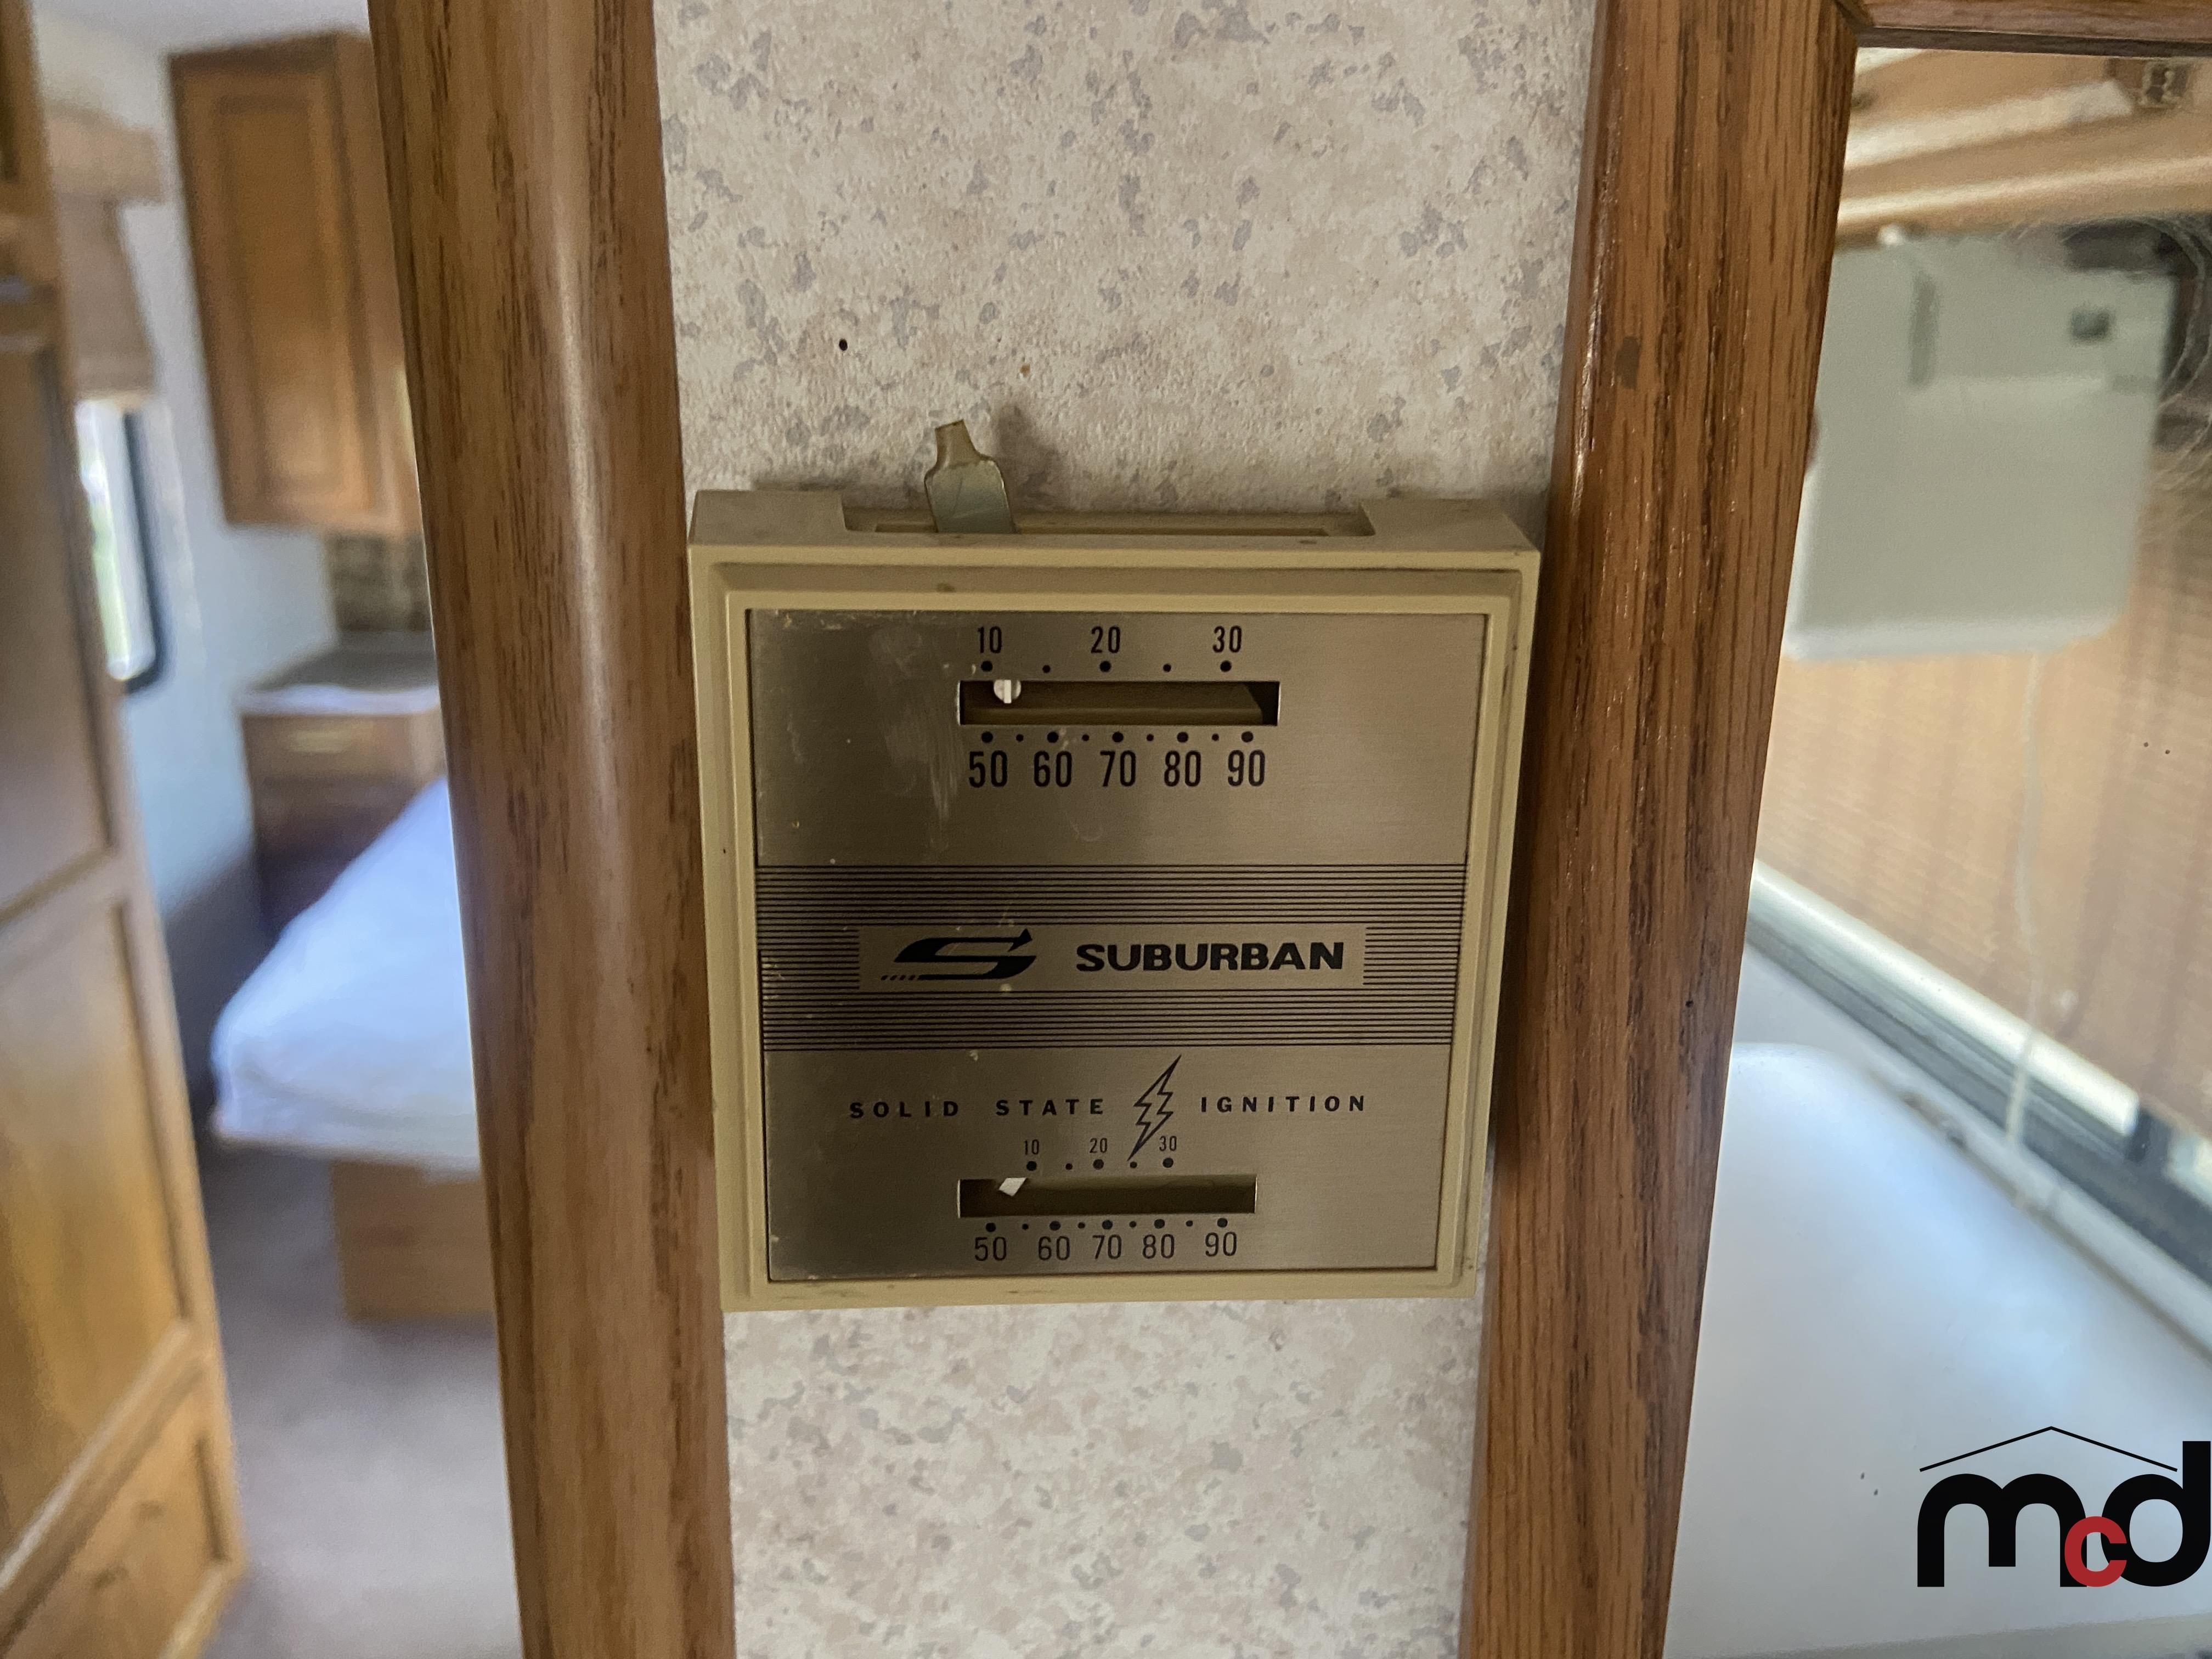 10 20 30
50 60 70 80 90
SUBURBAN
SOLID STATE IGNITION
10 20 30
50 60 70 80 90
mcd